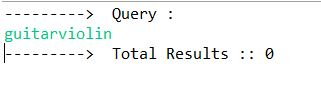 ---------> Query :
guitarviolin
---------> Total Results :: 0